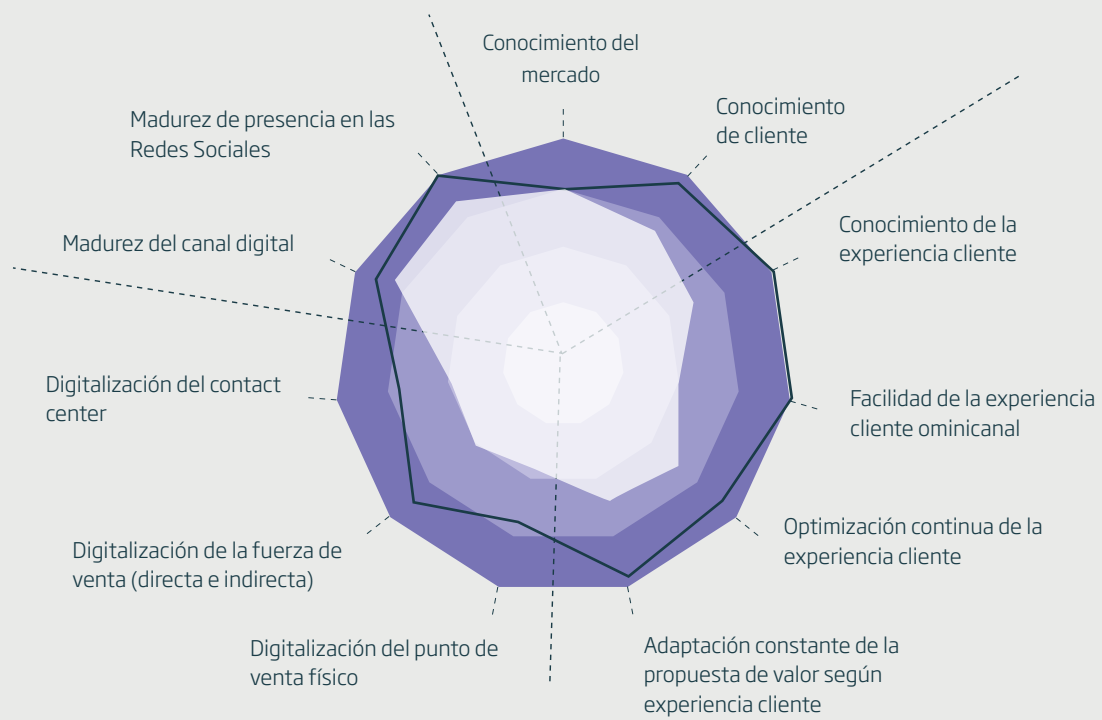 Conocimiento del
mercado
Conocimiento
de cliente
Madurez de presencia en las
Redes Sociales
Conocimiento de la
experiencia cliente
Madurez del canal digital
Digitalización del contact
center
Facilidad de la experiencia
cliente ominicanal
Optimización continua de la
experiencia cliente
Digitalización de la fuerza de
venta (directa e indirecta)
Digitalización del punto de
venta físico
Adaptación constante de la
propuesta de valor según
experiencia cliente